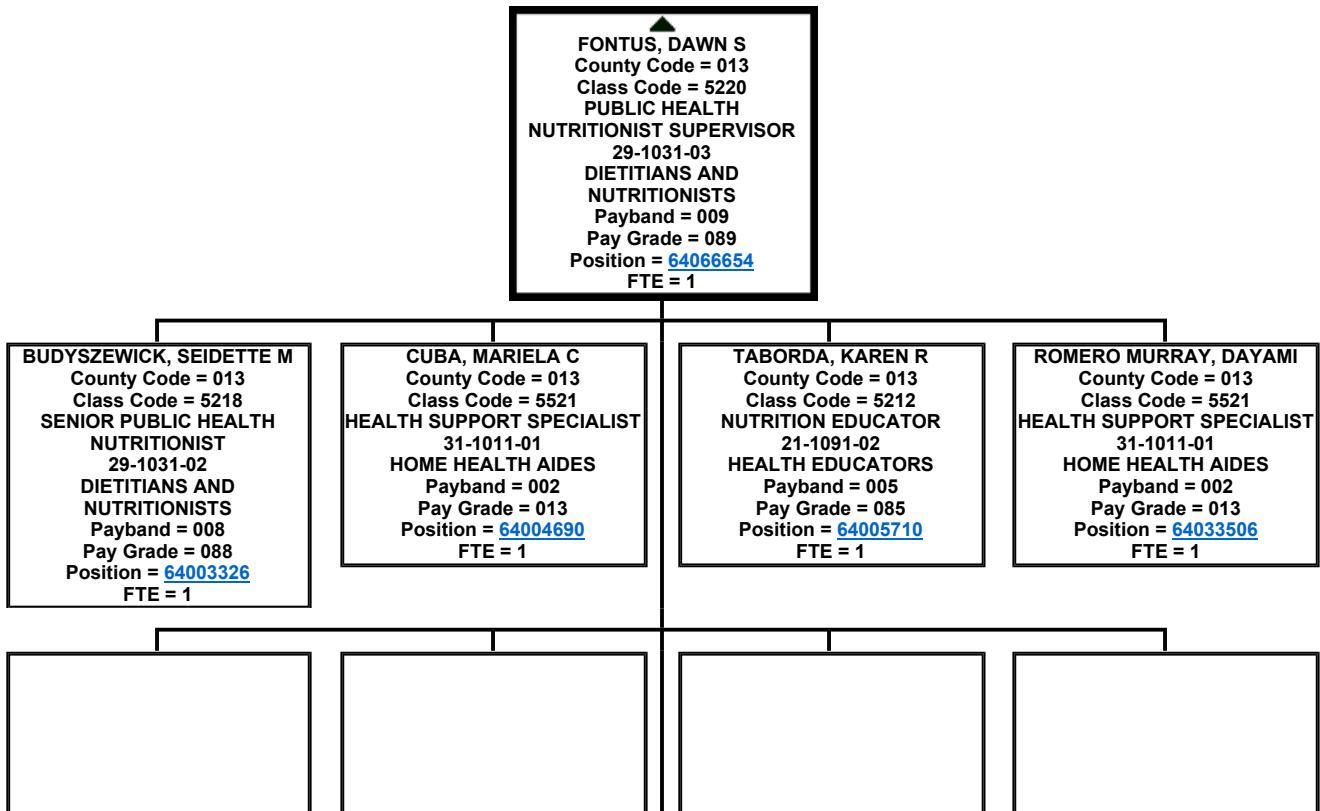 FONTUS, DAWN S
County Code = 013
Class Code = 5220
PUBLIC HEALTH
NUTRITIONIST SUPERVISOR
29-1031-03
DIETITIANS AND
NUTRITIONISTS
Payband = 009
Pay Grade = 089
Position = 64066654
FTE = 1
BUDYSZEWICK, SEIDETTE M
County Code = 013
Class Code = 5218
SENIOR PUBLIC HEALTH
NUTRITIONIST
29-1031-02
DIETITIANS AND
NUTRITIONISTS
Payband = 008
Pay Grade = 088
Position = 64003326
FTE = 1
CUBA, MARIELA C
County Code = 013
Class Code = 5521
HEALTH SUPPORT SPECIALIST
31-1011-01
HOME HEALTH AIDES
Payband = 002
Pay Grade = 013
Position = 64004690
FTE = 1
TABORDA, KAREN R
County Code = 013
Class Code = 5212
NUTRITION EDUCATOR
21-1091-02
HEALTH EDUCATORS
Payband = 005
Pay Grade = 085
Position = 64005710
FTE = 1
ROMERO MURRAY, DAYAMI
County Code = 013
Class Code = 5521
HEALTH SUPPORT SPECIALIST
31-1011-01
HOME HEALTH AIDES
Payband = 002
Pay Grade = 013
Position = 64033506
FTE = 1